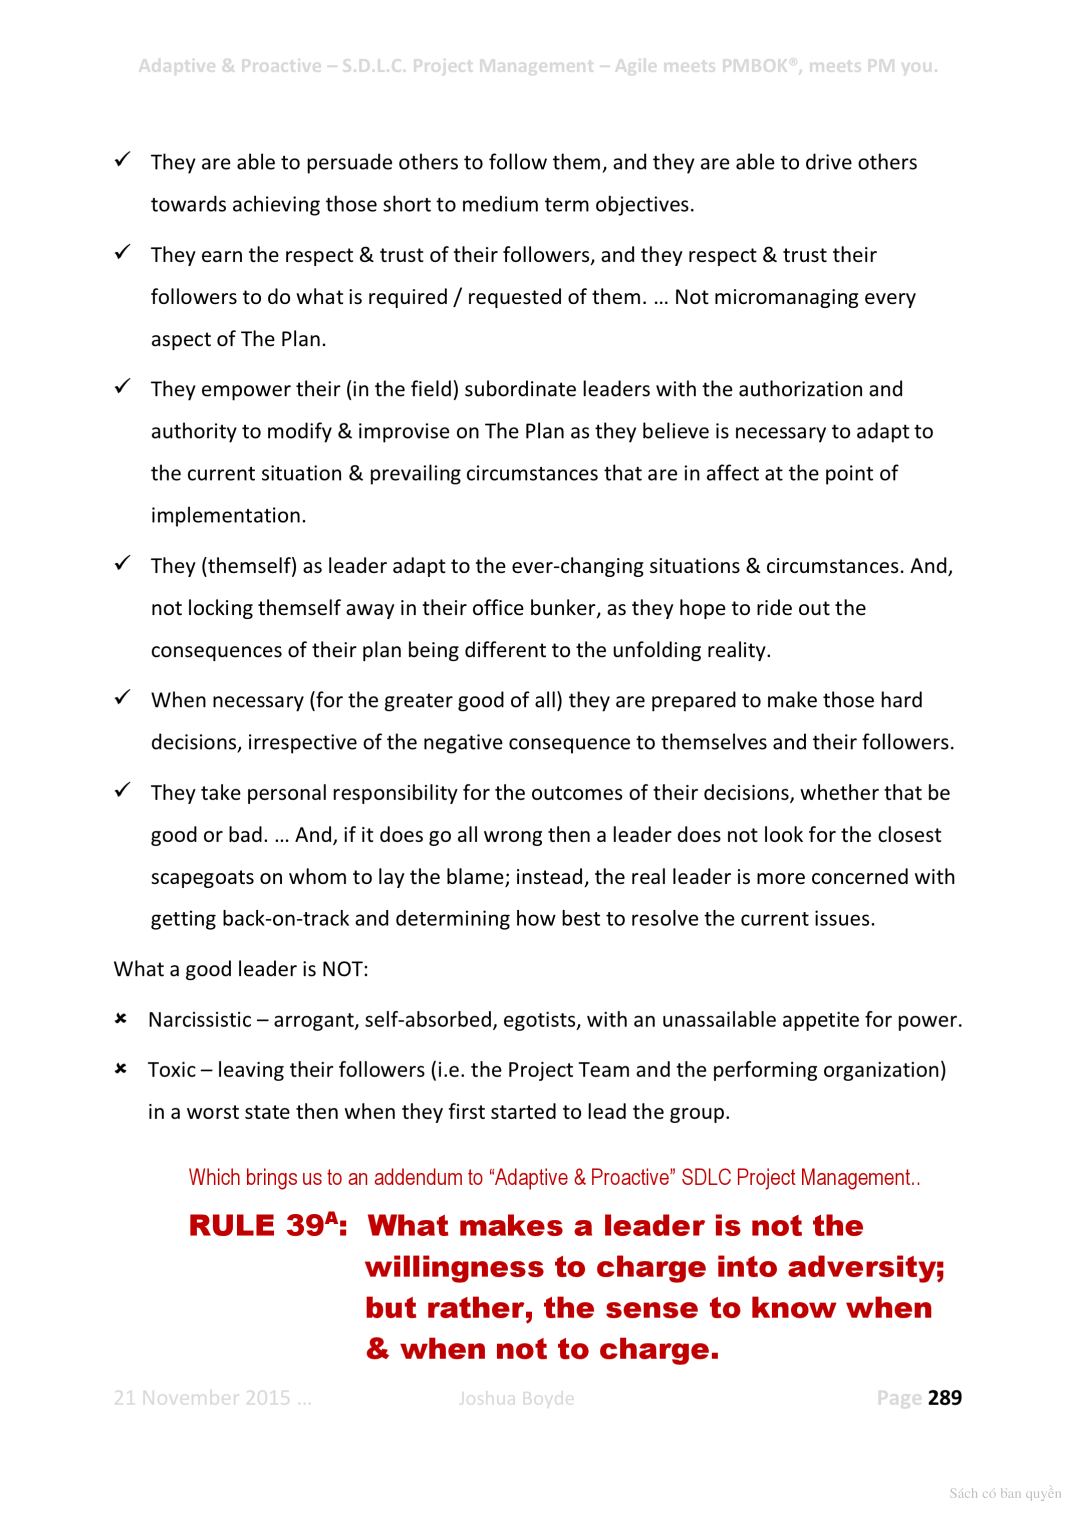 Adaptive & Proactive – S.D.L.C. Project Management – Agile meets PMBOK®, meets PM you.
✓ They are able to persuade others to follow them, and they are able to drive others
towards achieving those short to medium term objectives.
✓ They earn the respect & trust of their followers, and they respect & trust their
followers to do what is required / requested of them. … Not micromanaging every
aspect of The Plan.
✓ They empower their (in the field) subordinate leaders with the authorization and
authority to modify & improvise on The Plan as they believe is necessary to adapt to
the current situation & prevailing circumstances that are in affect at the point of
implementation.
✓ They (themself) as leader adapt to the ever-changing situations & circumstances. And,
not locking themself away in their office bunker, as they hope to ride out the
consequences of their plan being different to the unfolding reality.
✓ When necessary (for the greater good of all) they are prepared to make those hard
decisions, irrespective of the negative consequence to themselves and their followers.
✓ They take personal responsibility for the outcomes of their decisions, whether that be
good or bad. … And, if it does go all wrong then a leader does not look for the closest
scapegoats on whom to lay the blame; instead, the real leader is more concerned with
getting back-on-track and determining how best to resolve the current issues.
What a good leader is NOT:
✖ Narcissistic – arrogant, self-absorbed, egotists, with an unassailable appetite for power.
✖ Toxic – leaving their followers (i.e. the Project Team and the performing organization)
in a worst state then when they first started to lead the group.
Which brings us to an addendum to “Adaptive & Proactive” SDLC Project Management..
RULE 39ᴬ: What makes a leader is not the
willingness to charge into adversity;
but rather, the sense to know when
& when not to charge.
21 November 2015 … Joshua Boyde Page 289
Sách có bản quyền